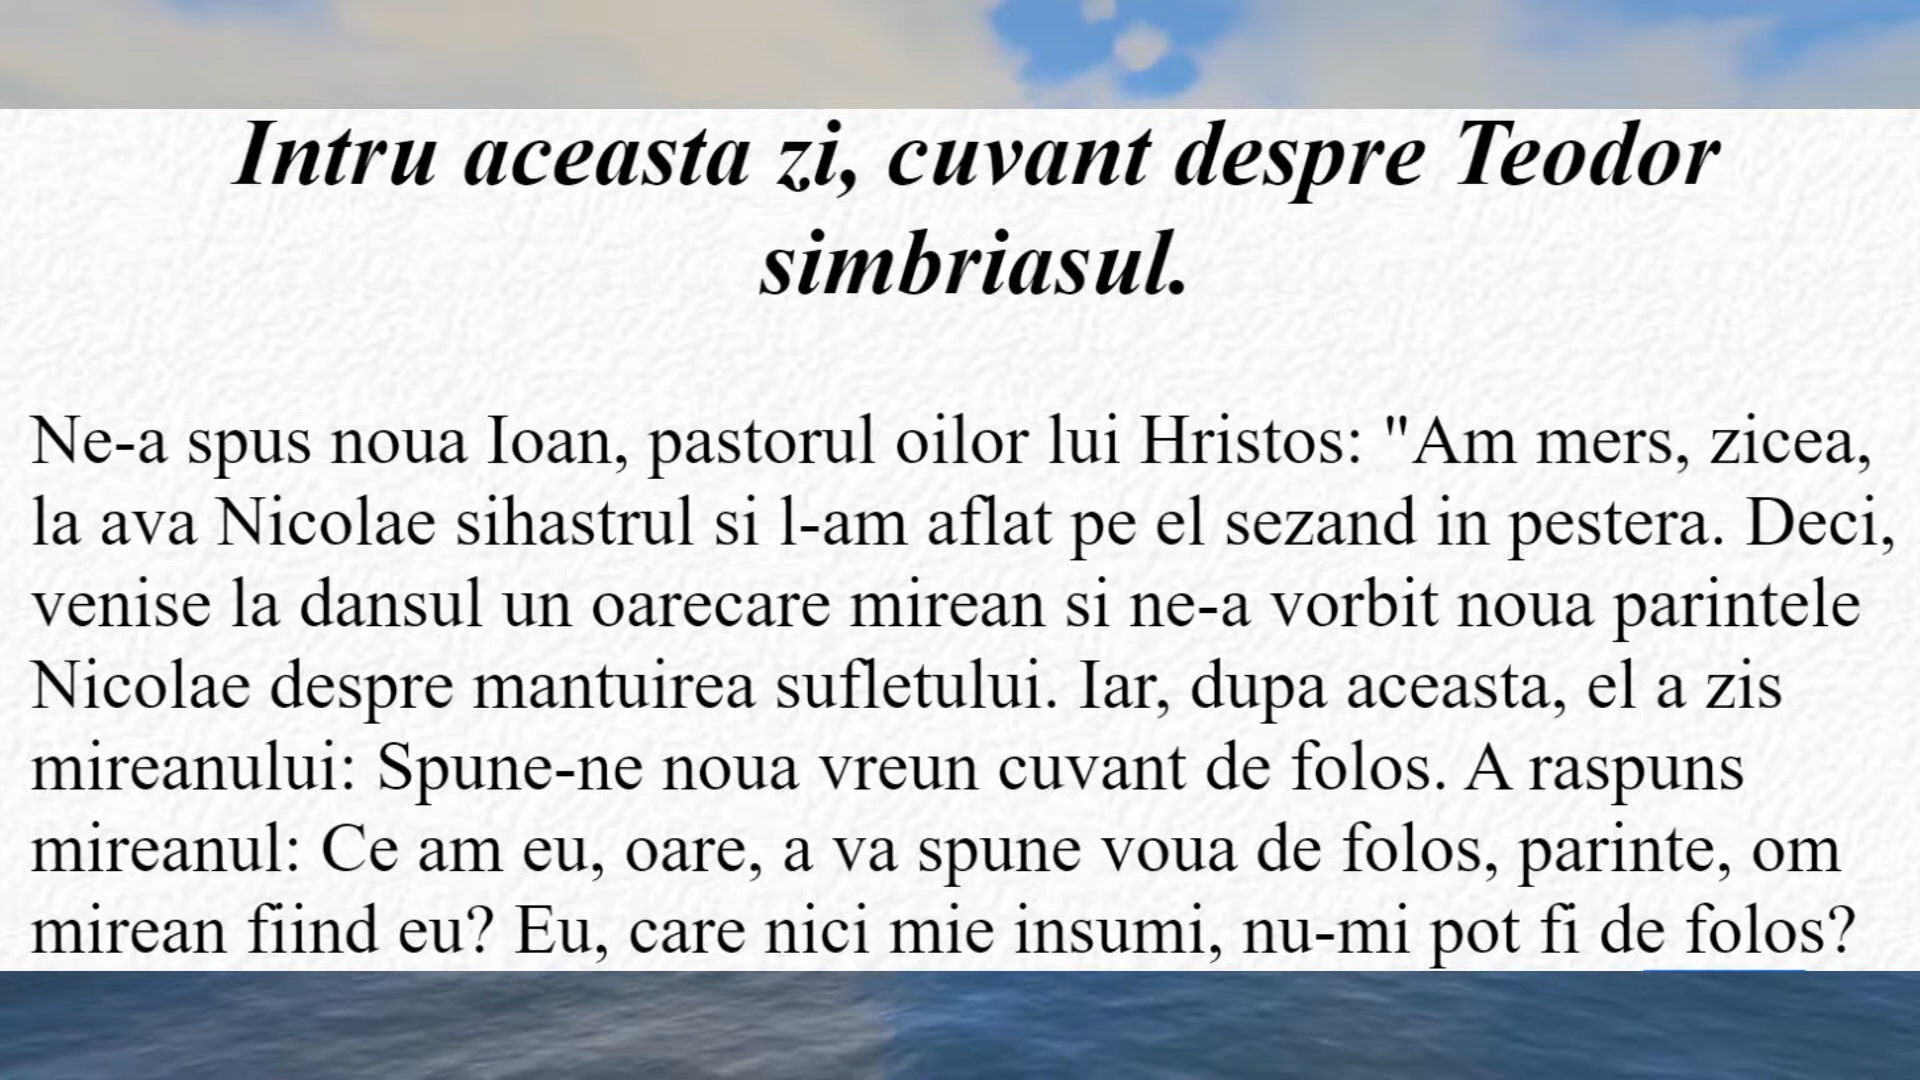 Intru aceasta zi, cuvant despre Teodor
simbriasul.
Ne-a spus noua Ioan, pastorul oilor lui Hristos: "Am mers, zicea,
la ava Nicolae sihastrul si l-am aflat pe el sezand in pestera. Deci,
venise la dansul un oarecare mirean si ne-a vorbit noua parintele
Nicolae despre mantuirea sufletului. Iar, dupa aceasta, el a zis
mireanului: Spune-ne noua vreun cuvant de folos. A raspuns
mireanul: Ce am eu, oare, a va spune voua de folos, parinte, om
mirean fiind eu? Eu, care nici mie insumi, nu-mi pot fi de folos?